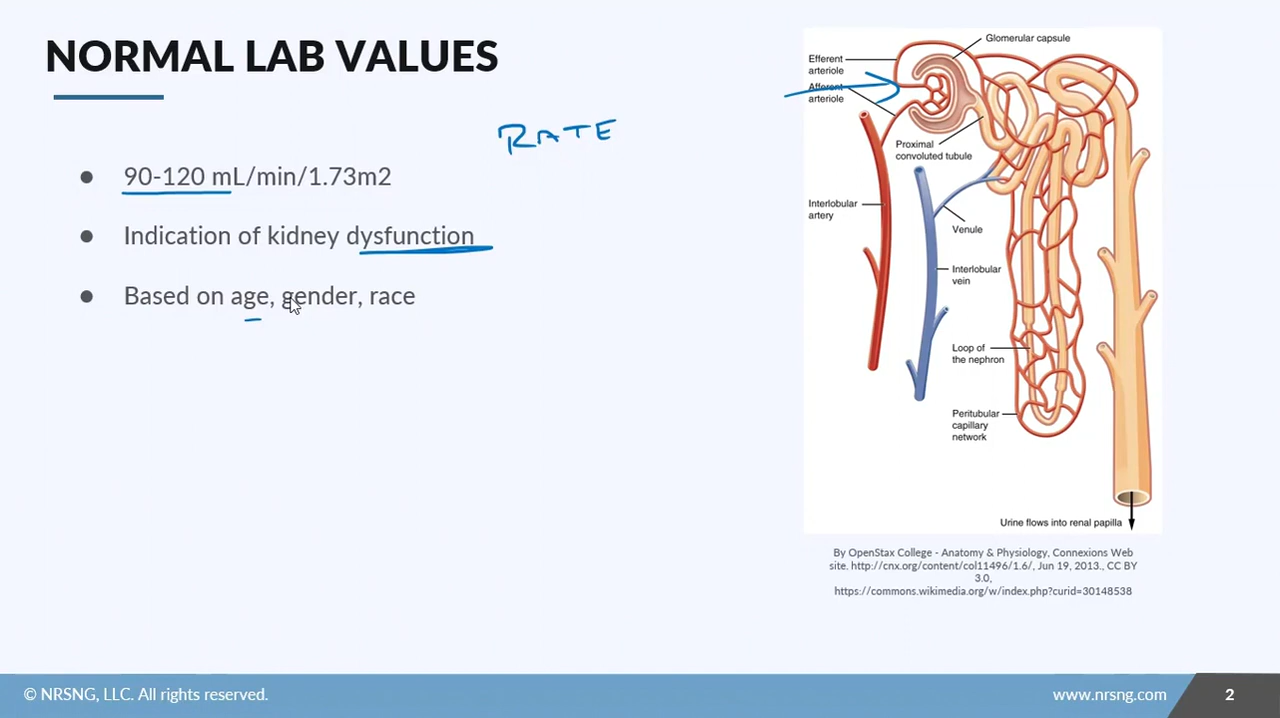 NORMAL LAB VALUES
RATE
● 90-120 mL/min/1.73m2
● Indication of kidney dysfunction
● Based on age, gender, race
Glomerular capsule
Efferent
arteriole
Afferent
arteriole
Proximal
convoluted tubule
Interlobular
artery
Venule
Interlobular
vein
Loop of
the nephron
Peritubular
capillary
network
Urine flows into renal papilla
By OpenStax College - Anatomy & Physiology, Connexions Web
site. http://cnx.org/content/col11496/1.6/, Jun 19, 2013., CC BY
3.0,
https://commons.wikimedia.org/w/index.php?curid=30148538
© NRSNG, LLC. All rights reserved.
www.nrsng.com
2